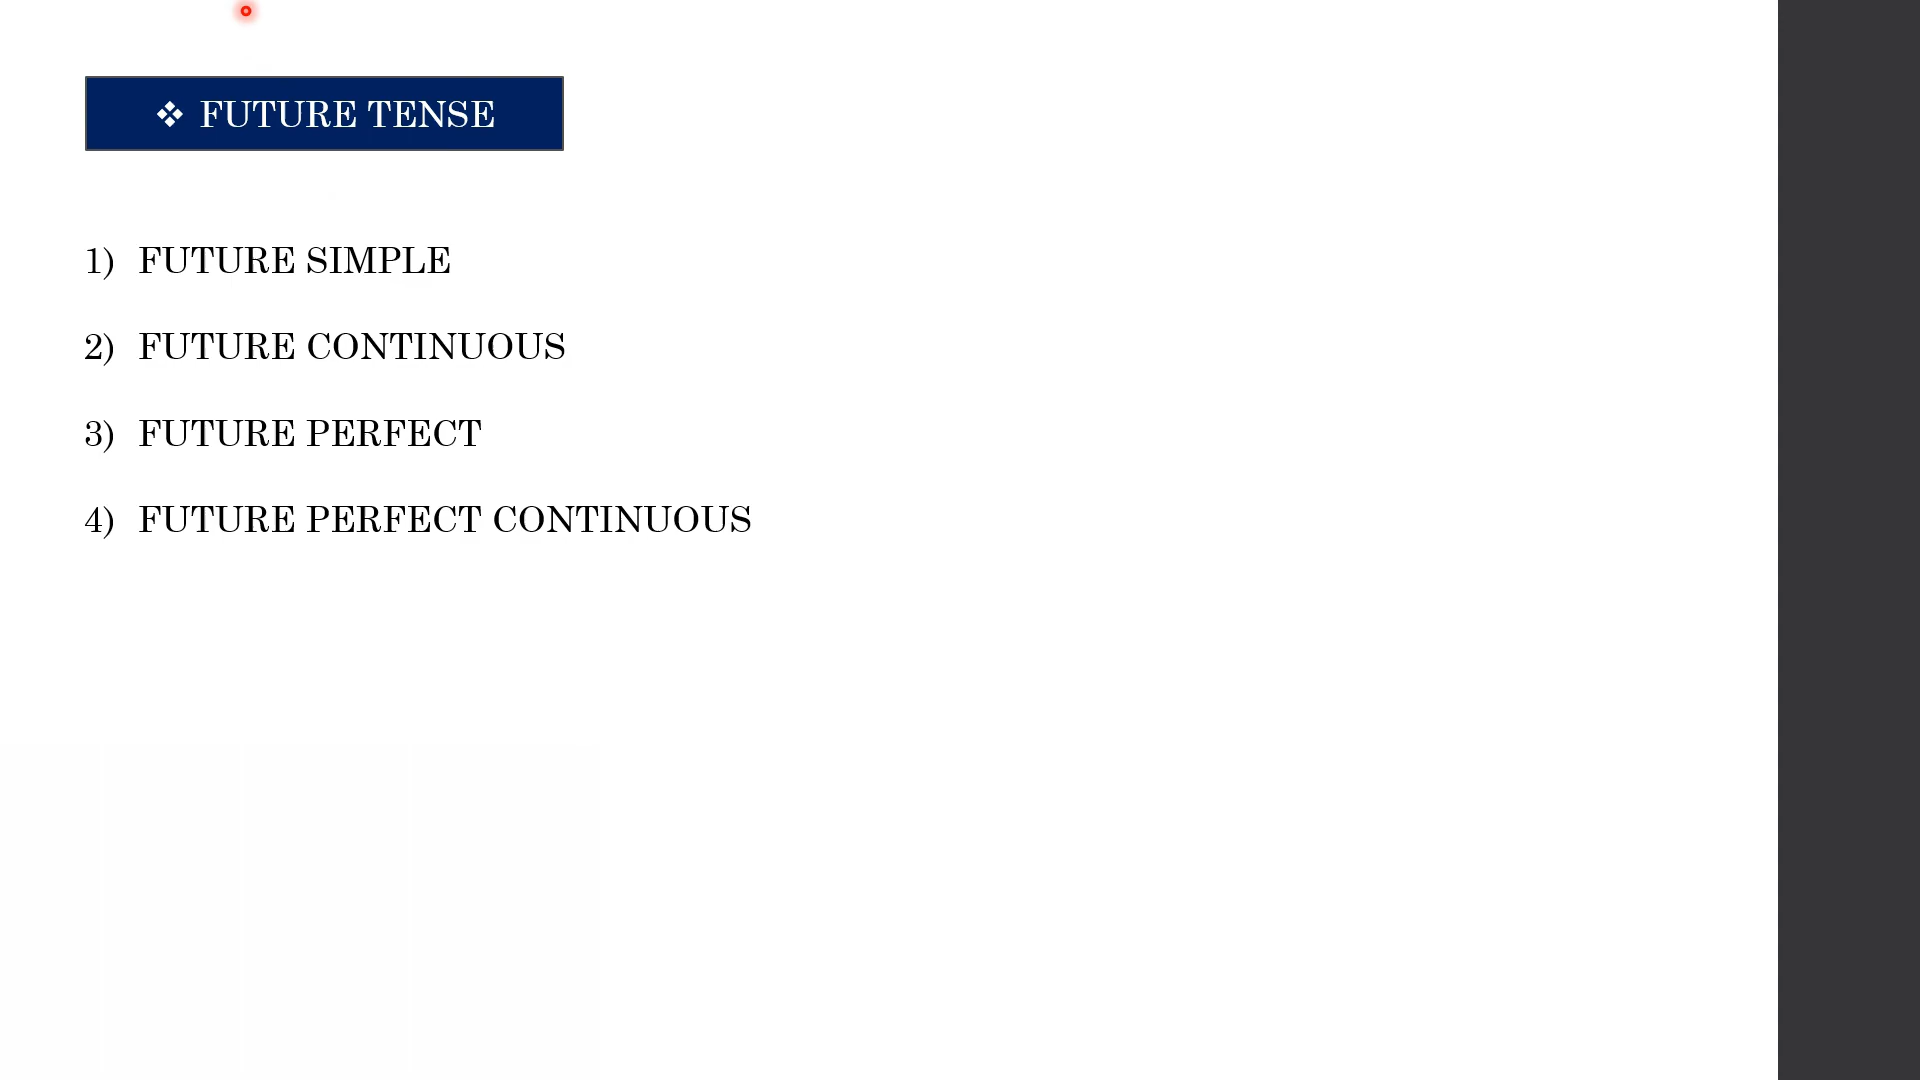 ❖ FUTURE TENSE
1) FUTURE SIMPLE
2) FUTURE CONTINUOUS
3) FUTURE PERFECT
4) FUTURE PERFECT CONTINUOUS